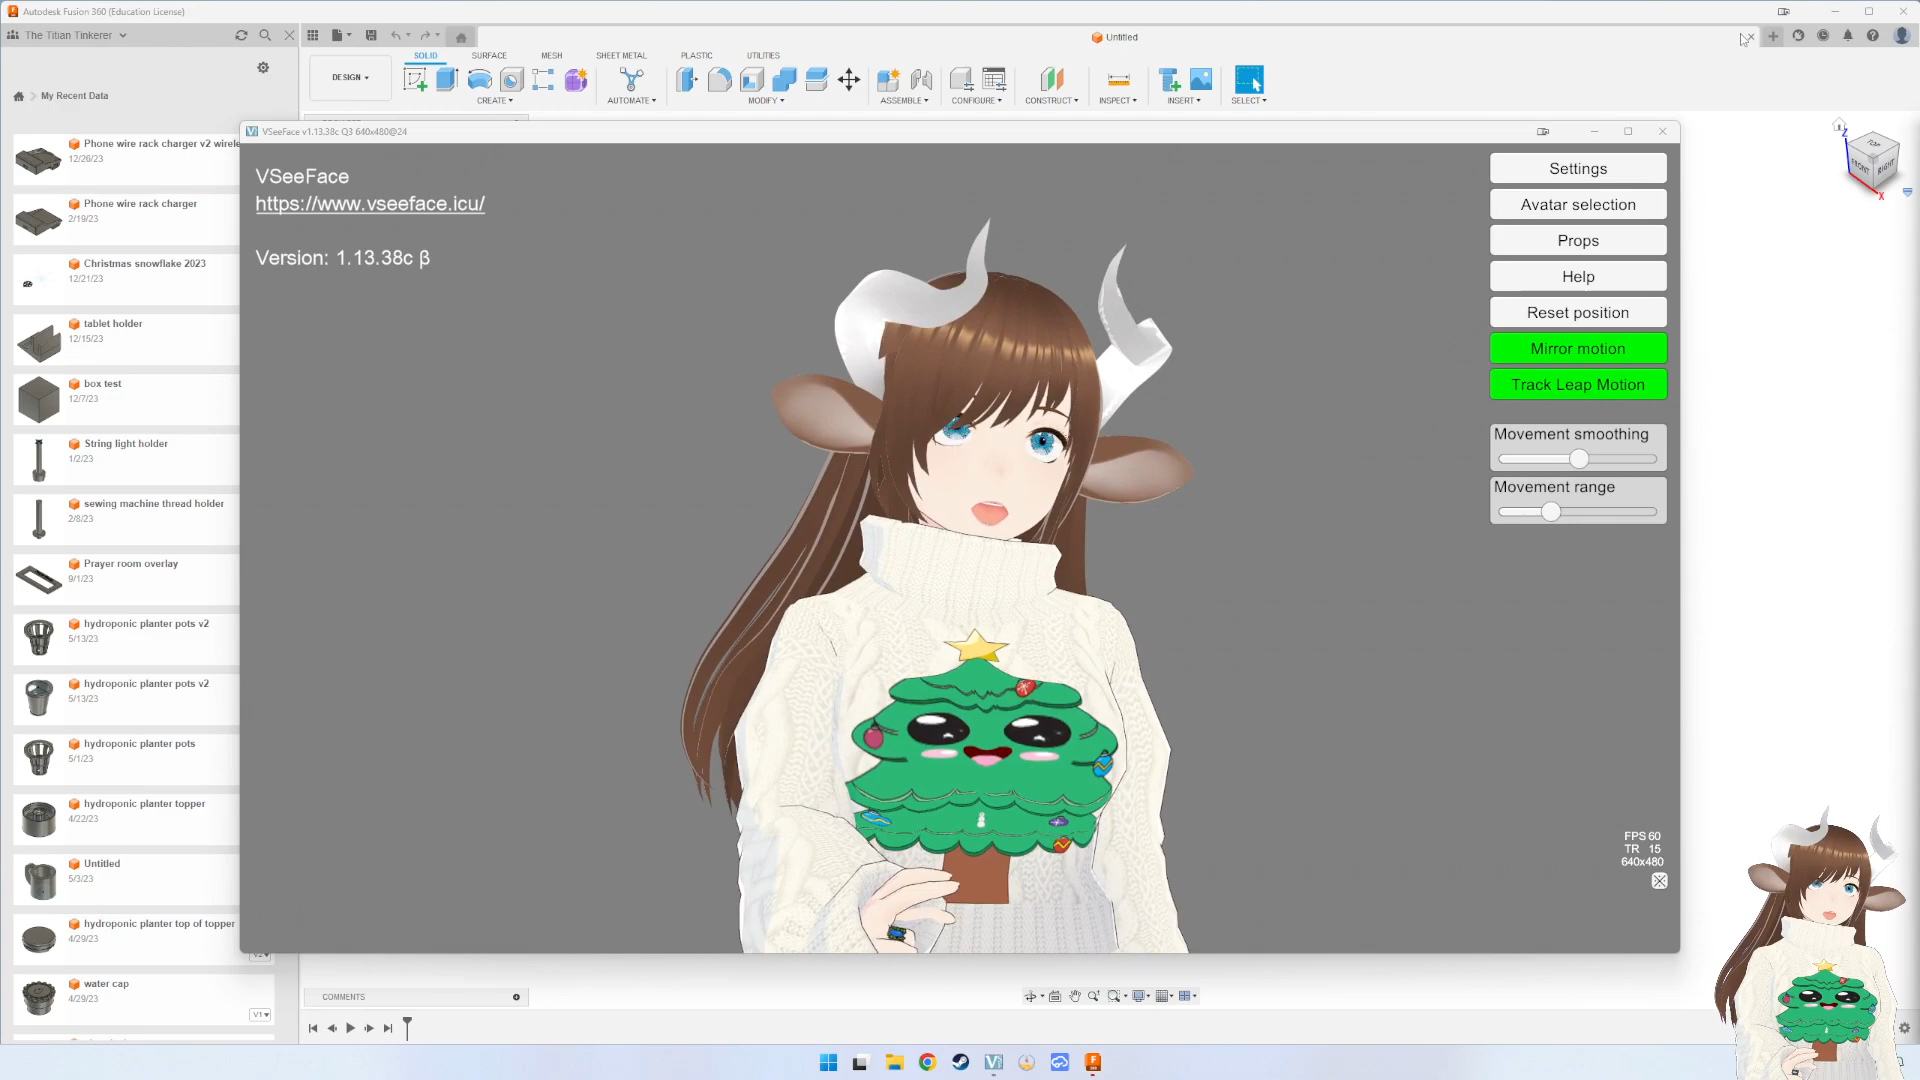 Autodesk Fusion 360 (Education License)
The Titian Tinkerer
Untitled
SOLID
SURFACE
MESH
SHEET METAL
PLASTIC
UTILITIES
DESIGN
CREATE
AUTOMATE
MODIFY
ASSEMBLE
CONFIGURE
CONSTRUCT
INSPECT
INSERT
SELECT
My Recent Data
Phone wire rack charger v2 wirele
12/26/23
Phone wire rack charger
2/19/23
Christmas snowflake 2023
12/21/23
tablet holder
12/15/23
box test
12/7/23
String light holder
1/2/23
sewing machine thread holder
2/8/23
Prayer room overlay
9/1/23
hydroponic planter pots v2
5/13/23
hydroponic planter pots v2
5/13/23
hydroponic planter pots
5/1/23
hydroponic planter topper
4/22/23
Untitled
5/3/23
hydroponic planter top of topper
4/29/23
water cap
4/29/23
V1
VSeeFace v1.13.38c Q3 640x480@24
VSeeFace
https://www.vseeface.icu/
Version: 1.13.38c β
Settings
Avatar selection
Props
Help
Reset position
Mirror motion
Track Leap Motion
Movement smoothing
Movement range
FPS 60
TR 15
640x480
TOP
FRONT
RIGHT
Z
X
COMMENTS